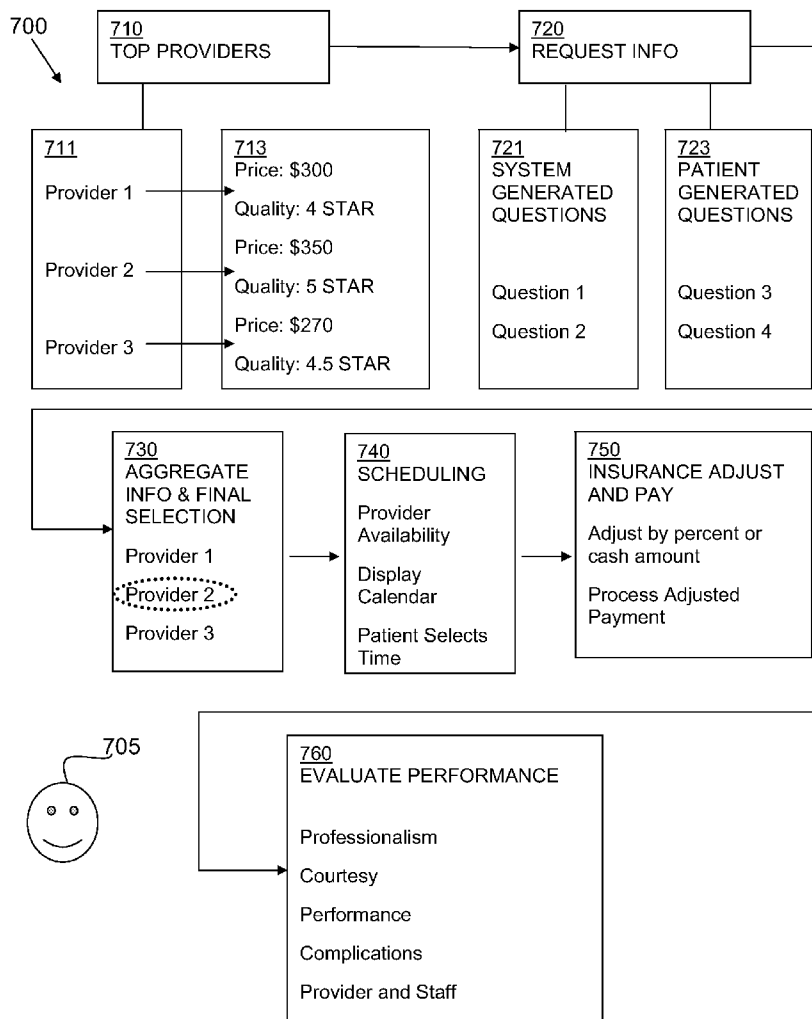 700
710
TOP PROVIDERS
720
REQUEST INFO
711
Provider 1
Provider 2
Provider 3
713
Price: $300
Quality: 4 STAR
Price: $350
Quality: 5 STAR
Price: $270
Quality: 4.5 STAR
721
SYSTEM
GENERATED
QUESTIONS
Question 1
Question 2
723
PATIENT
GENERATED
QUESTIONS
Question 3
Question 4
730
AGGREGATE
INFO & FINAL
SELECTION
Provider 1
Provider 2
Provider 3
740
SCHEDULING
Provider
Availability
Display
Calendar
Patient Selects
Time
750
INSURANCE ADJUST
AND PAY
Adjust by percent or
cash amount
Process Adjusted
Payment
705
760
EVALUATE PERFORMANCE
Professionalism
Courtesy
Performance
Complications
Provider and Staff